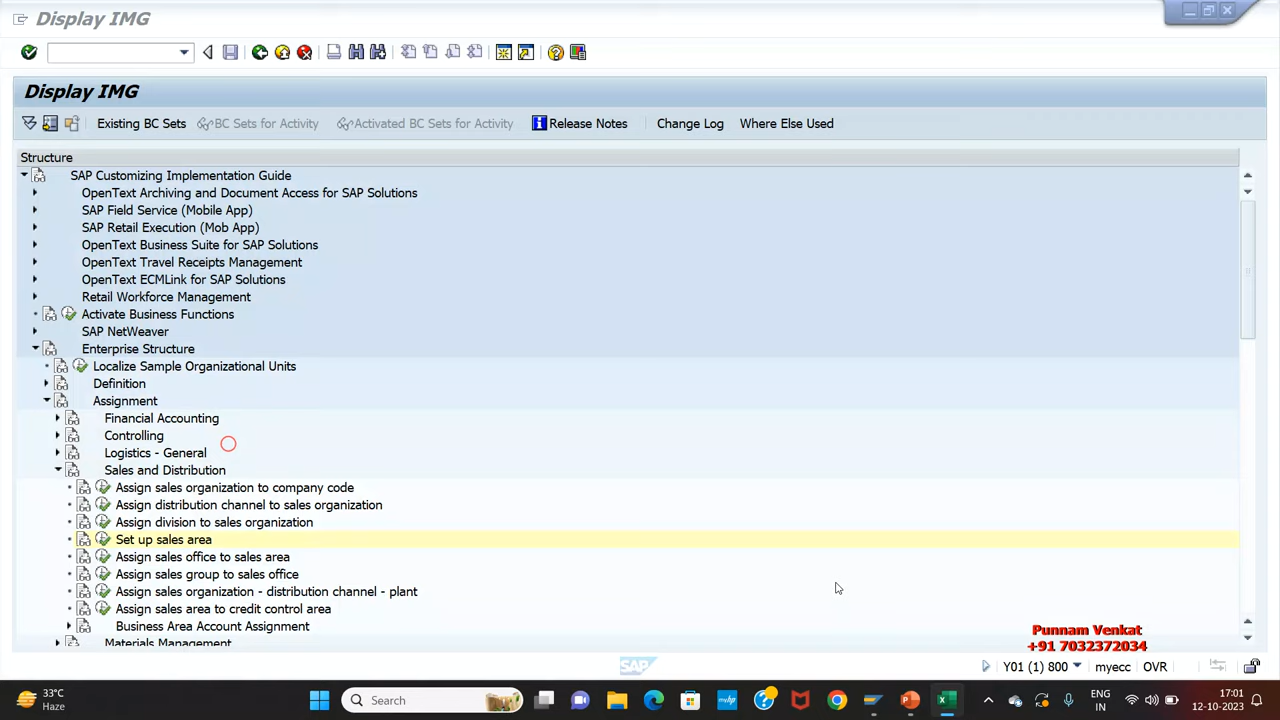 Display IMG
Display IMG
Existing BC Sets BC Sets for Activity Activated BC Sets for Activity Release Notes Change Log Where Else Used
Structure
SAP Customizing Implementation Guide
OpenText Archiving and Document Access for SAP Solutions
SAP Field Service (Mobile App)
SAP Retail Execution (Mob App)
OpenText Business Suite for SAP Solutions
OpenText Travel Receipts Management
OpenText ECMLink for SAP Solutions
Retail Workforce Management
Activate Business Functions
SAP NetWeaver
Enterprise Structure
Localize Sample Organizational Units
Definition
Assignment
Financial Accounting
Controlling
Logistics - General
Sales and Distribution
Assign sales organization to company code
Assign distribution channel to sales organization
Assign division to sales organization
Set up sales area
Assign sales office to sales area
Assign sales group to sales office
Assign sales organization - distribution channel - plant
Assign sales area to credit control area
Business Area Account Assignment
Materials Management
Punnam Venkat
+91 7032372034
SAP
Y01 (1) 800 myecc OVR
33°C
Haze
Search
ENG
IN
17:01
12-10-2023